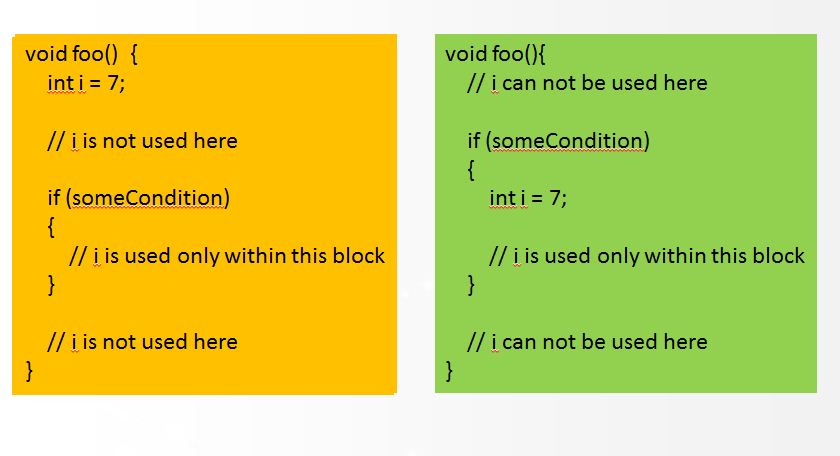 void foo()  {
int i = 7;
// i is not used here
if (someCondition)
{
// i is used only within this block
}
// i is not used here
}
void foo(){
// i can not be used here
if (someCondition)
{
int i = 7;
// i is used only within this block
}
// i can not be used here
}